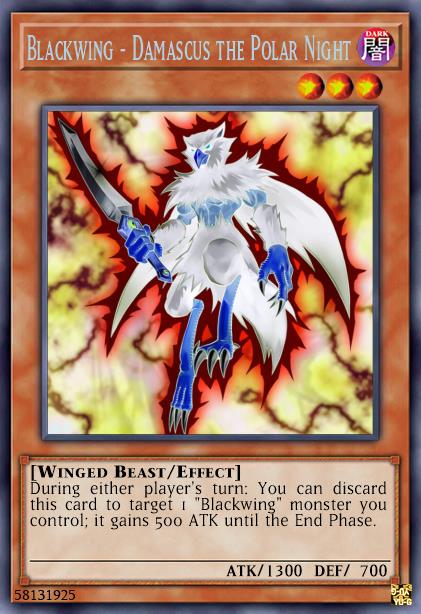 Blackwing - Damascus the Polar Night
DARK
闇
[Winged Beast/Effect]
During either player's turn: You can discard
this card to target 1 "Blackwing" monster you
control; it gains 500 ATK until the End Phase.
ATK/1300 DEF/ 700
58131925